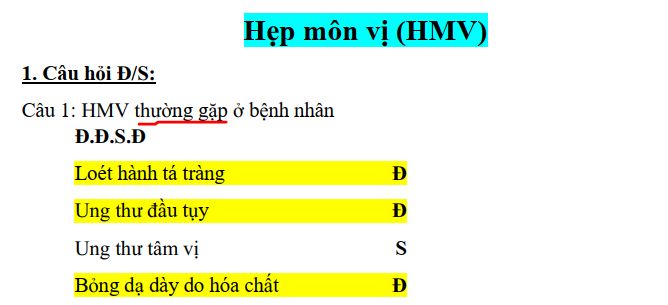 Hẹp môn vị (HMV)
1. Câu hỏi Đ/S:
Câu 1: HMV thường gặp ở bệnh nhân
Đ.Đ.S.Đ
Loét hành tá tràng Đ
Ung thư đầu tụy Đ
Ung thư tâm vị S
Bỏng dạ dày do hóa chất Đ